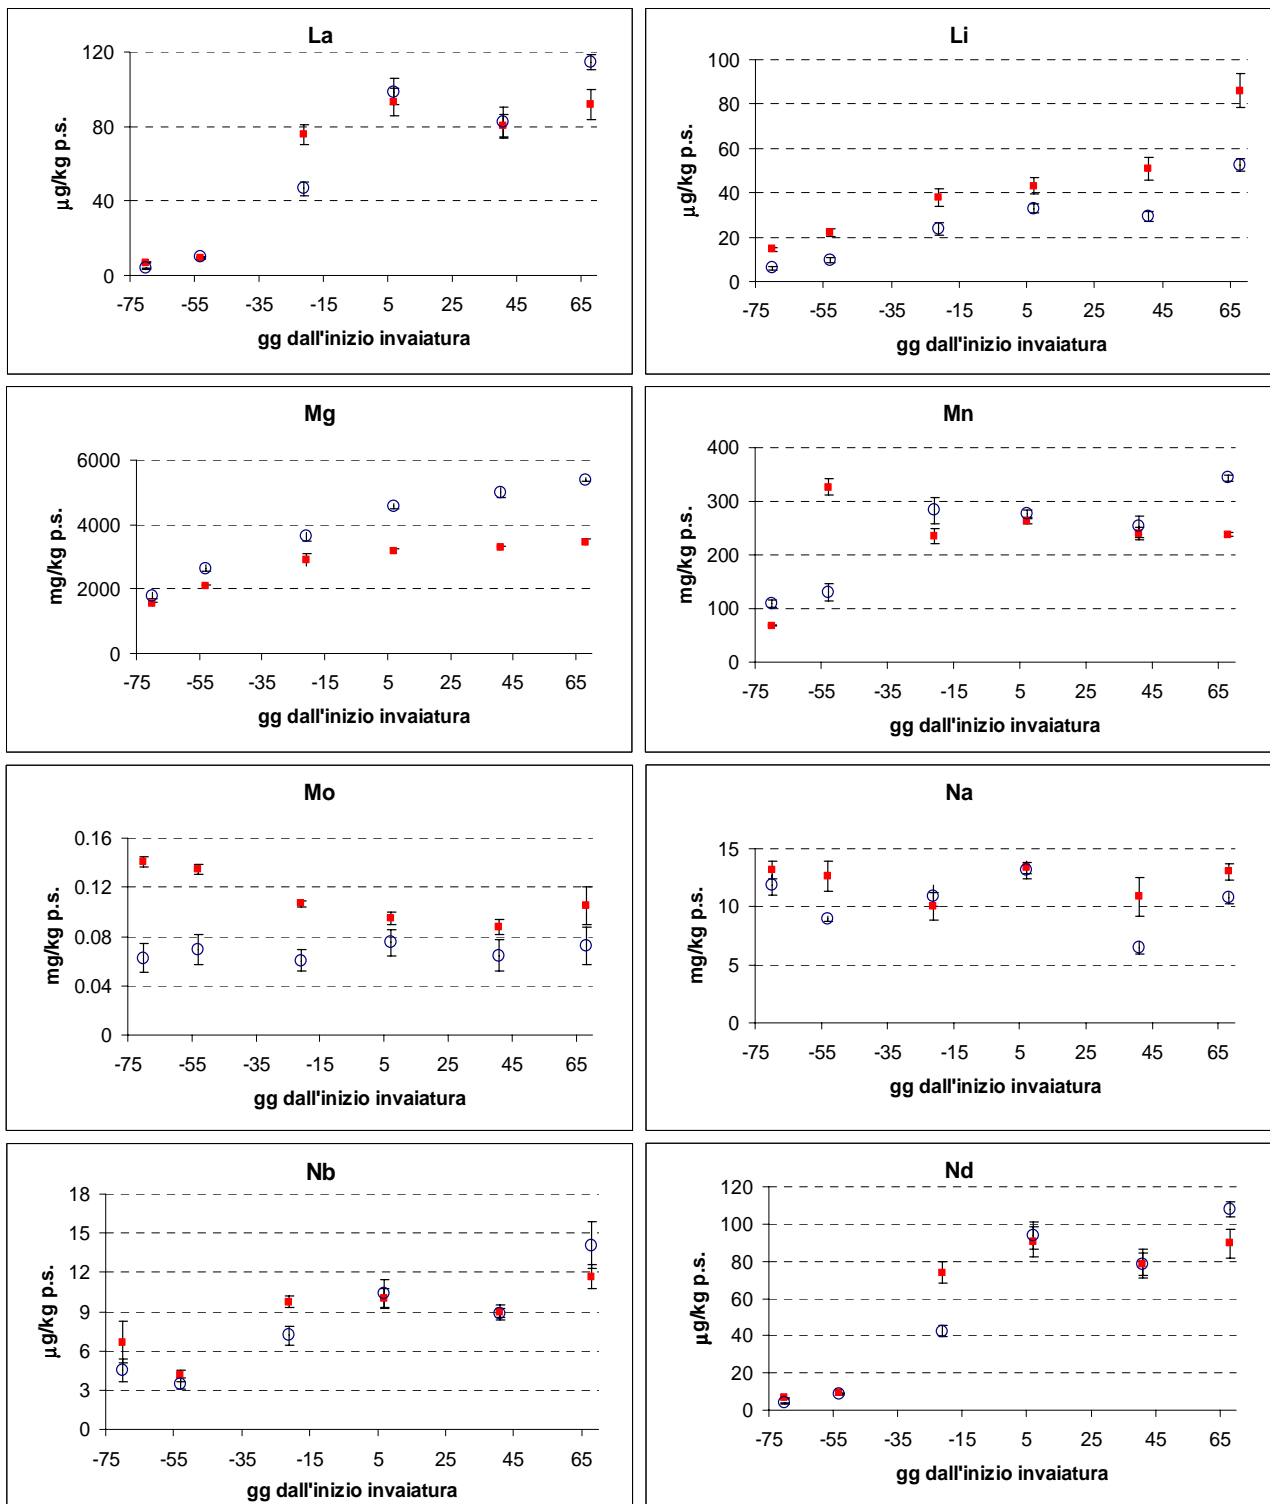 La
120
80
40
0
µg/kg p.s.
-75 -55 -35 -15 5 25 45 65
gg dall'inizio invaiatura
Li
100
80
60
40
20
0
µg/kg p.s.
-75 -55 -35 -15 5 25 45 65
gg dall'inizio invaiatura
Mg
6000
4000
2000
0
mg/kg p.s.
-75 -55 -35 -15 5 25 45 65
gg dall'inizio invaiatura
Mn
400
300
200
100
0
mg/kg p.s.
-75 -55 -35 -15 5 25 45 65
gg dall'inizio invaiatura
Mo
0.16
0.12
0.08
0.04
0
mg/kg p.s.
-75 -55 -35 -15 5 25 45 65
gg dall'inizio invaiatura
Na
15
10
5
0
mg/kg p.s.
-75 -55 -35 -15 5 25 45 65
gg dall'inizio invaiatura
Nb
18
15
12
9
6
3
0
µg/kg p.s.
-75 -55 -35 -15 5 25 45 65
gg dall'inizio invaiatura
Nd
120
100
80
60
40
20
0
µg/kg p.s.
-75 -55 -35 -15 5 25 45 65
gg dall'inizio invaiatura